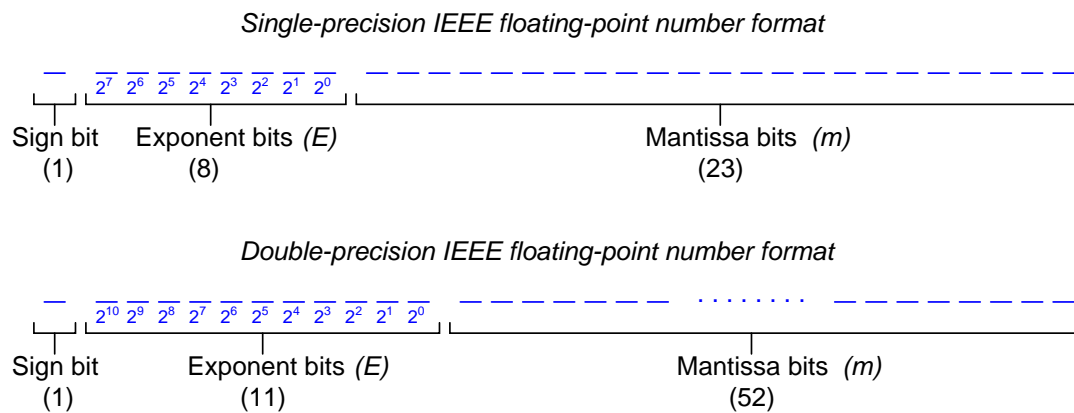 Single-precision IEEE floating-point number format
2⁷ 2⁶ 2⁵ 2⁴ 2³ 2² 2¹ 2⁰
Sign bit Exponent bits (E) Mantissa bits (m)
(1) (8) (23)
Double-precision IEEE floating-point number format
2¹⁰ 2⁹ 2⁸ 2⁷ 2⁶ 2⁵ 2⁴ 2³ 2² 2¹ 2⁰
Sign bit Exponent bits (E) Mantissa bits (m)
(1) (11) (52)